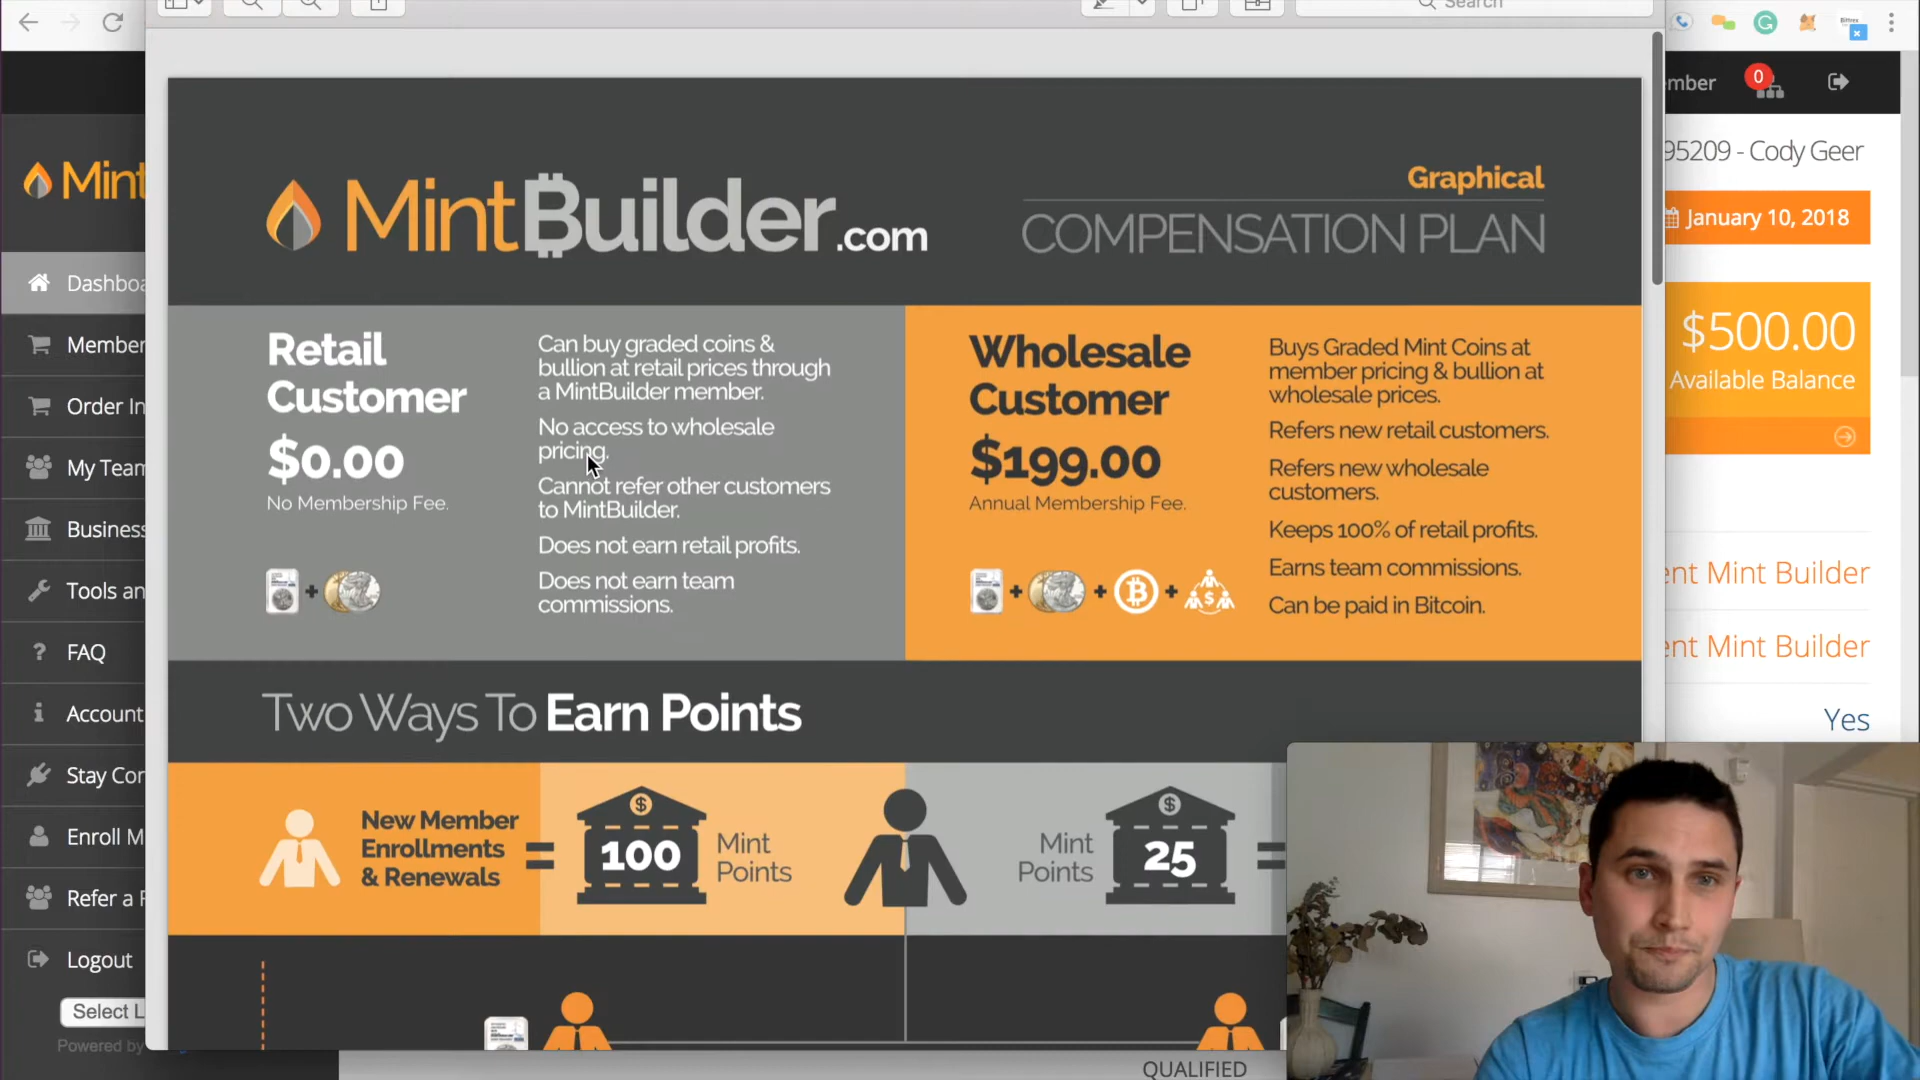 Search
mber
0
Mint
95209 - Cody Geer
January 10, 2018
$500.00
Available Balance
Yes
MintBuilder.com
Graphical
COMPENSATION PLAN
Retail
Customer
$0.00
No Membership Fee.
Can buy graded coins &
bullion at retail prices through
a MintBuilder member.
No access to wholesale
pricing.
Cannot refer other customers
to MintBuilder.
Does not earn retail profits.
Does not earn team
commissions.
Wholesale
Customer
$199.00
Annual Membership Fee.
Buys Graded Mint Coins at
member pricing & bullion at
wholesale prices.
Refers new retail customers.
Refers new wholesale
customers.
Keeps 100% of retail profits.
Earns team commissions.
Can be paid in Bitcoin.
Two Ways To Earn Points
New Member
Enrollments
& Renewals
=
100
Mint
Points
Mint
Points
25
=
Dashboa
Member
Order In
My Team
Business
Tools an
FAQ
Account
Stay Cor
Enroll M
Refer a F
Logout
Select L
Powered by
ent Mint Builder
ent Mint Builder
QUALIFIED